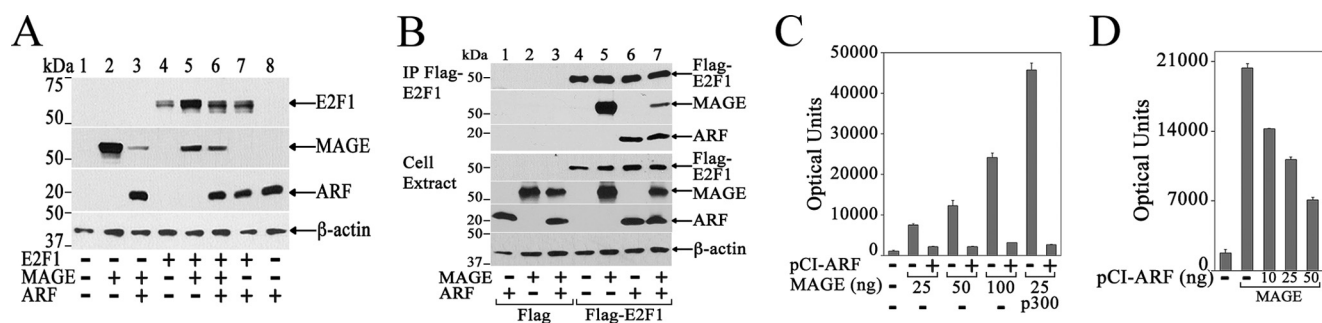 A
kDa 1 2 3 4 5 6 7 8
75
50
E2F1
50
37
MAGE
20
ARF
50
37
β-actin
E2F1 - - - + + + + -
MAGE - + + - + + - -
ARF - - + - - + + +
B
kDa 1 2 3 4 5 6 7
IP Flag-
E2F1
50
Flag-
E2F1
50
MAGE
20
ARF
Cell
Extract
50
Flag-
E2F1
50
MAGE
20
ARF
50
37
β-actin
MAGE - + + - + - +
ARF + - + - - + +
Flag Flag-E2F1
C
Optical Units
50000
40000
30000
20000
10000
0
pCI-ARF - - + - + - + - +
MAGE (ng) - 25 50 100 25
- - - - p300
D
Optical Units
21000
14000
7000
0
pCI-ARF (ng) - - 10 25 50
- MAGE